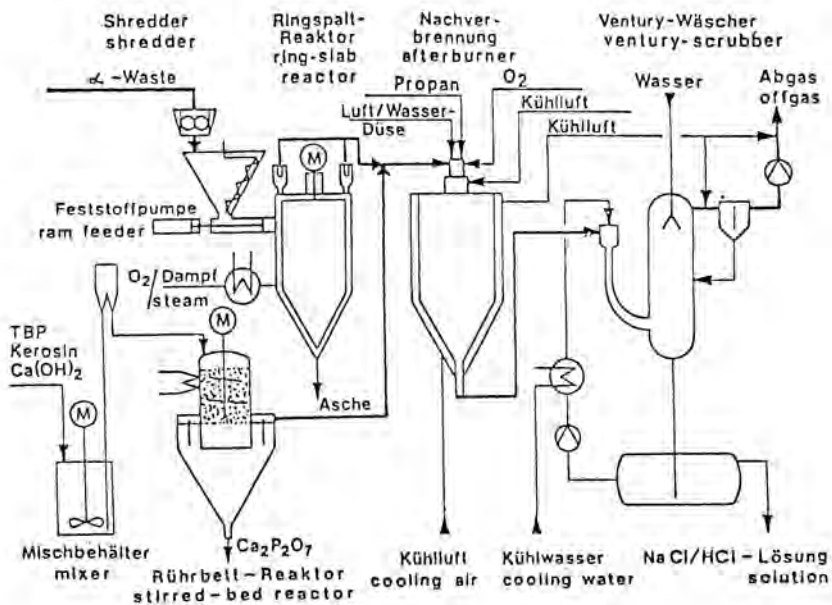 Shredder
shredder
Ringspalt-
Reaktor
ring-slab
reactor
Nachver-
brennung
afterburner
Ventury-Wäscher
ventury-scrubber
α-Waste
Propan
O2
Luft/Wasser-
Düse
Kühlluft
Kühlluft
Wasser
Abgas
offgas
M
Feststoffpumpe
ram feeder
O2/Dampf
steam
M
TBP
Kerosin
Ca(OH)2
M
Asche
Mischbehälter
mixer
Ca2P2O7
Rührbett-Reaktor
stirred-bed reactor
Kühlluft
cooling air
Kühlwasser
cooling water
NaCl/HCl-Lösung
solution